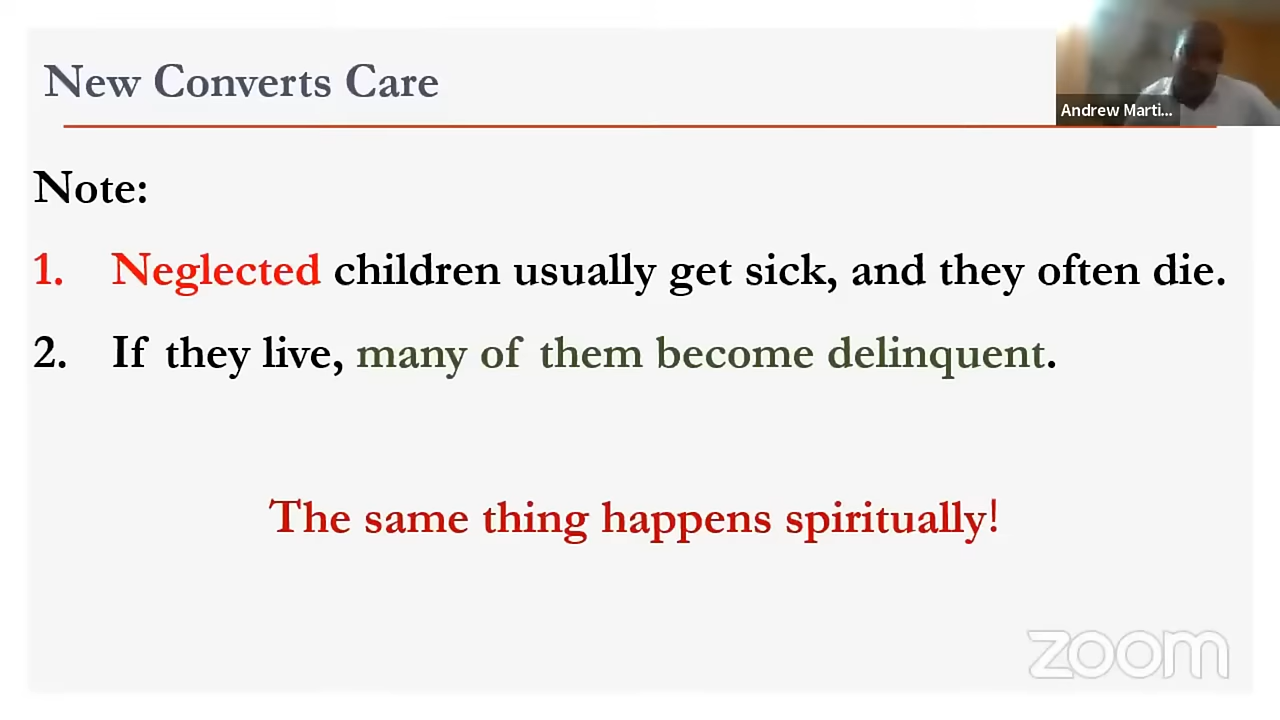 New Converts Care
Andrew Marti...
Note:
1. Neglected children usually get sick, and they often die.
2. If they live, many of them become delinquent.
The same thing happens spiritually!
zoom